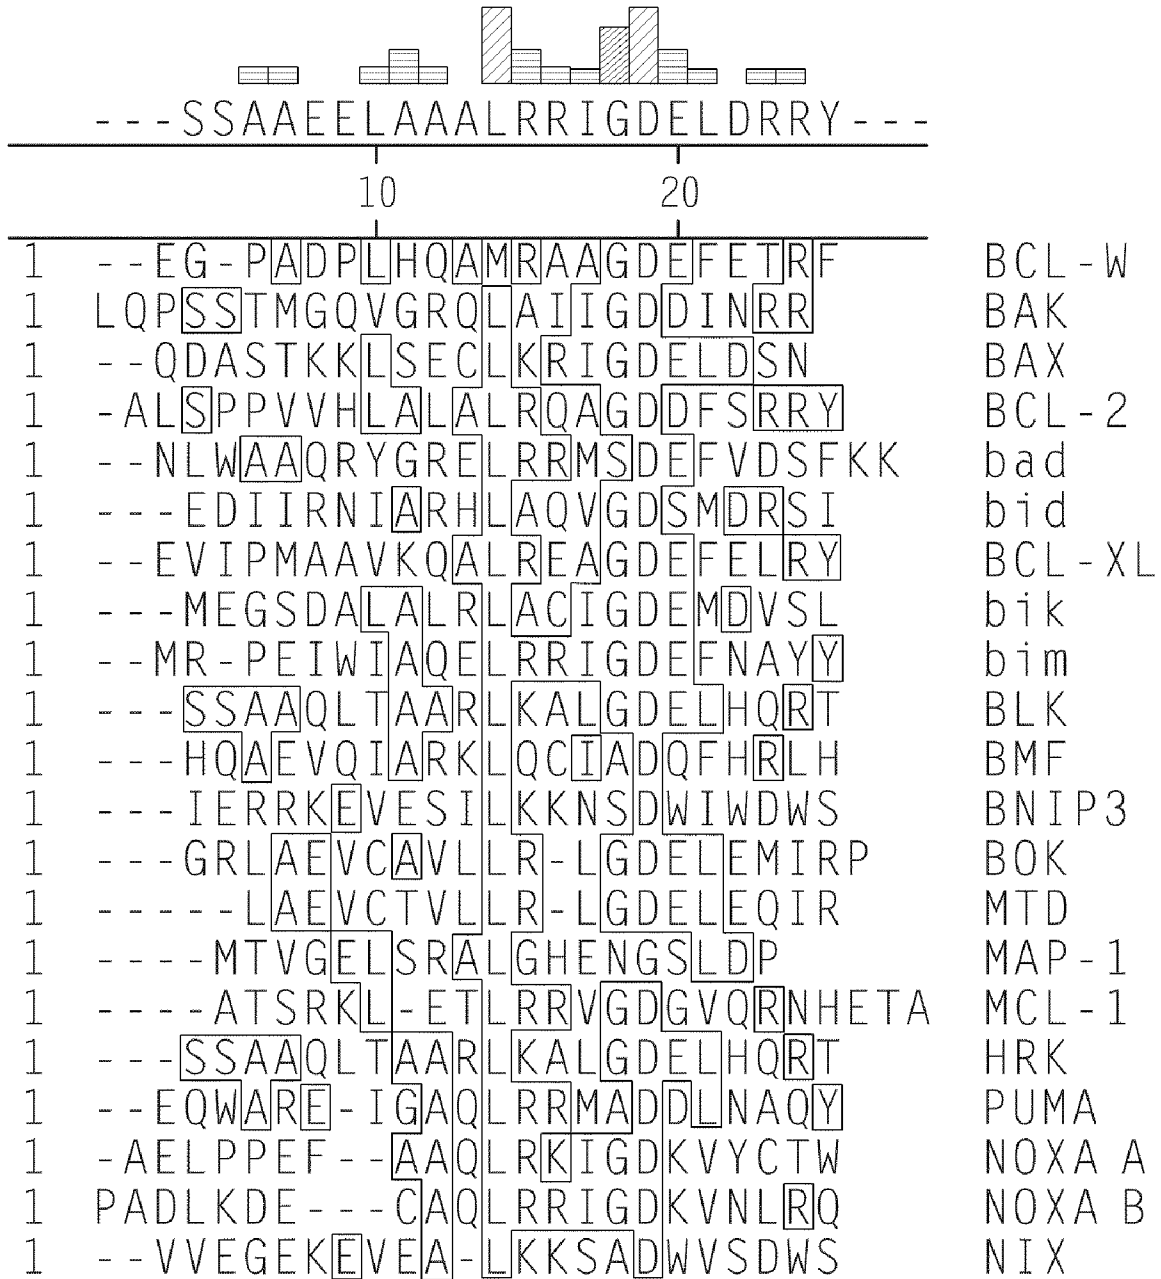 ---SSAAEELAAALRRIGDELDRRY---
10 20
1 --EG-PADPLHQAMRAAGDEFETRF BCL-W
1 LQPSSTMGQVGRQLAIIGDDINRR BAK
1 --QDASTKKLSECLKRIGDELDSN BAX
1 -ALSPPVVHLALALRQAGDDFSRRY BCL-2
1 --NLWAAQRYGRELRRMSDEFVDSFKK bad
1 ---EDIIRNIARHLAQVGDSMDRSI bid
1 --EVIPMAAVKQALREAGDEFELRY BCL-XL
1 ---MEGSDALALRLACIGDEMDVSL bik
1 --MR-PEIWIAQELRRIGDEFNAYY bim
1 ---SSAAQLTAARLKALGDELHQRT BLK
1 ---HQAEVQIARKLQCIADQFHRLH BMF
1 ---IERRKEVESILKKNSDWIWDWS BNIP3
1 ---GRLAEVCAVLLR-LGDELEMIRP BOK
1 -----LAEVCTVLLR-LGDELEQIR MTD
1 ----MTVGELSRALGHENGSLDP MAP-1
1 ----ATSRKL-ETLRRVGDGVQRNHETA MCL-1
1 ---SSAAQLTAARLKALGDELHQRT HRK
1 --EQWARE-IGAQLRRMADDLNAQY PUMA
1 -AELPPEF--AAQLRKIGDKVYCTW NOXA A
1 PADLKDE---CAQLRRIGDKVNLRQ NOXA B
1 --VVEGEKEVEA-LKKSADWVSDWS NIX